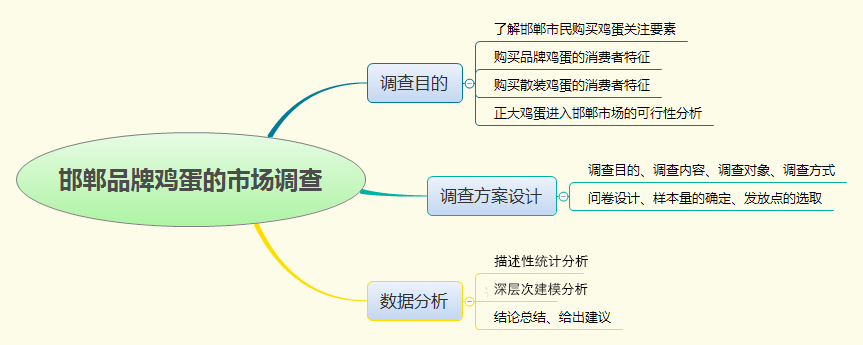 邯郸品牌鸡蛋的市场调查
调查目的
了解邯郸市民购买鸡蛋关注要素
购买品牌鸡蛋的消费者特征
购买散装鸡蛋的消费者特征
正大鸡蛋进入邯郸市场的可行性分析
调查方案设计
调查目的、调查内容、调查对象、调查方式
问卷设计、样本量的确定、发放点的选取
数据分析
描述性统计分析
深层次建模分析
结论总结、给出建议